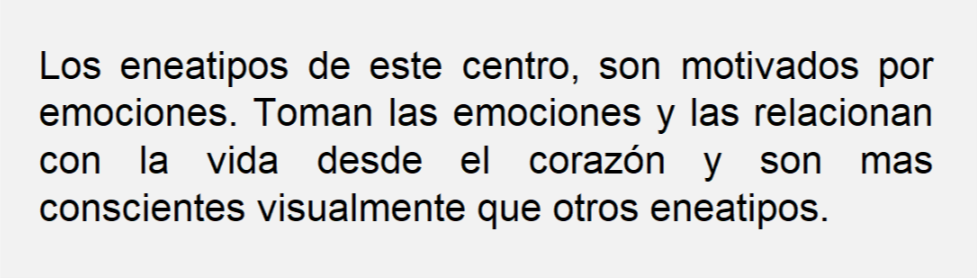 Los eneatipos de este centro, son motivados por
emociones. Toman las emociones y las relacionan
con la vida desde el corazón y son mas
conscientes visualmente que otros eneatipos.